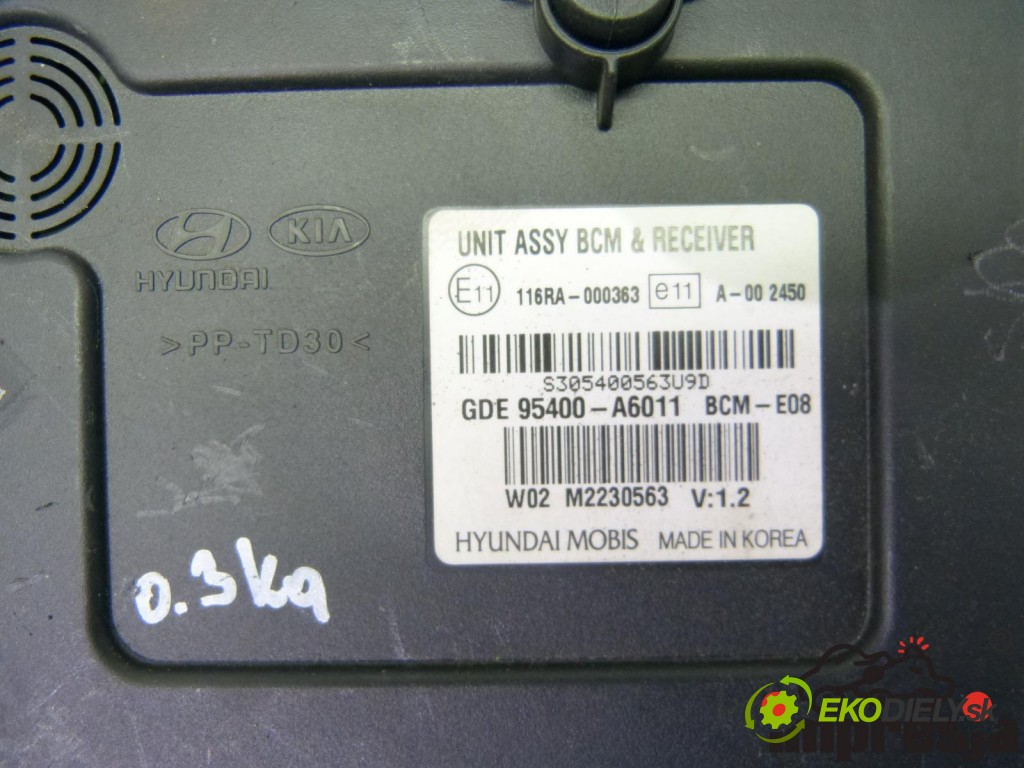 HYUNDAI KIA
>PP-TD30<
UNIT ASSY BCM & RECEIVER
E11 116RA-000363 e11 A-00 2450
S305400563U9D
GDE 95400-A6011 BCM-E08
W02 M2230563 V:1.2
HYUNDAI MOBIS MADE IN KOREA
0.3kg
EKODIELY.sk